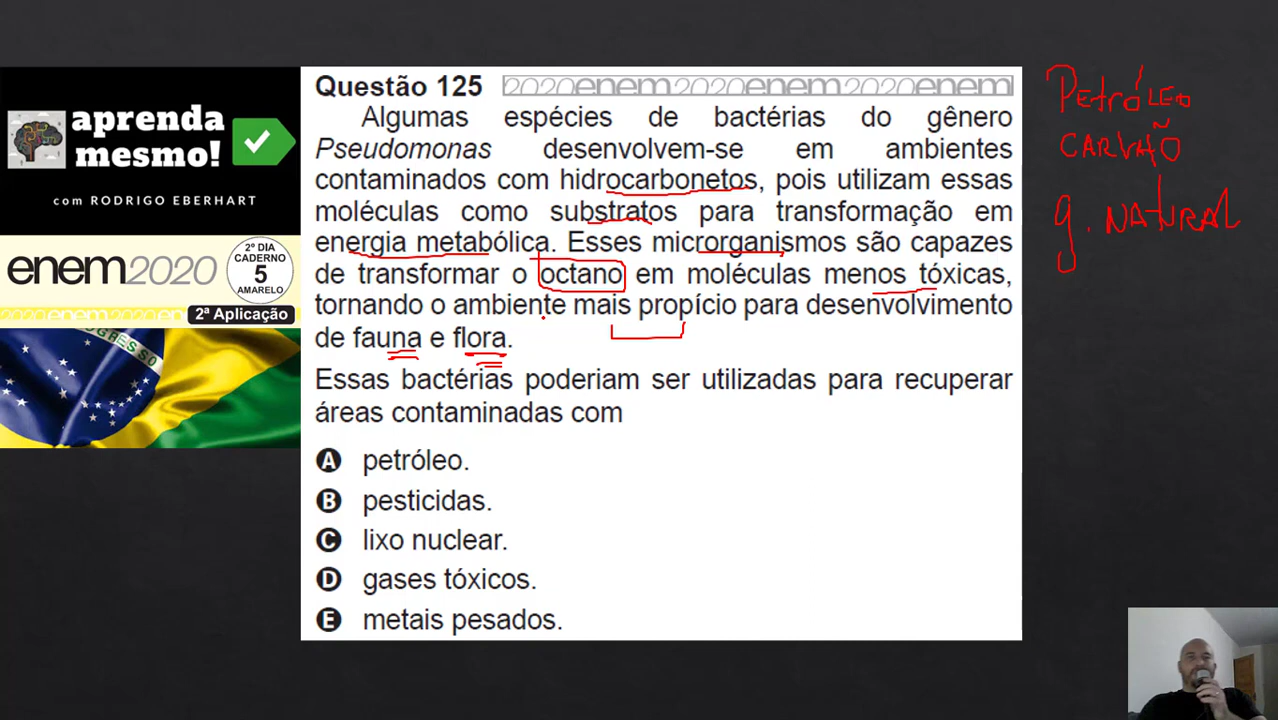 aprenda
mesmo!
com RODRIGO EBERHART
enem2020
2º DIA
CADERNO
5
AMARELO
2ª Aplicação
Questão 125
2020enem2020enem2020enem
Algumas espécies de bactérias do gênero
Pseudomonas desenvolvem-se em ambientes
contaminados com hidrocarbonetos, pois utilizam essas
moléculas como substratos para transformação em
energia metabólica. Esses microrganismos são capazes
de transformar o octano em moléculas menos tóxicas,
tornando o ambiente mais propício para desenvolvimento
de fauna e flora.
Essas bactérias poderiam ser utilizadas para recuperar
áreas contaminadas com
A petróleo.
B pesticidas.
C lixo nuclear.
D gases tóxicos.
E metais pesados.
PETRÓLEO
CARVÃO
g. NATURAL